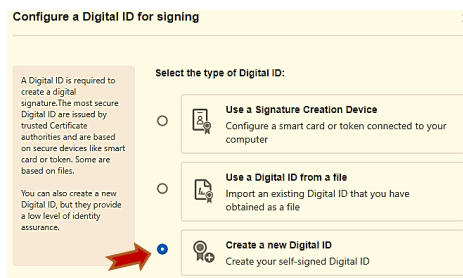 Configure a Digital ID for signing
A Digital ID is required to
create a digital
signature.The most secure
Digital ID are issued by
trusted Certificate
authorities and are based
on secure devices like smart
card or token. Some are
based on files.
You can also create a new
Digital ID, but they provide
a low level of identity
assurance.
Select the type of Digital ID:
Use a Signature Creation Device
Configure a smart card or token connected to your
computer
Use a Digital ID from a file
Import an existing Digital ID that you have
obtained as a file
Create a new Digital ID
Create your self-signed Digital ID